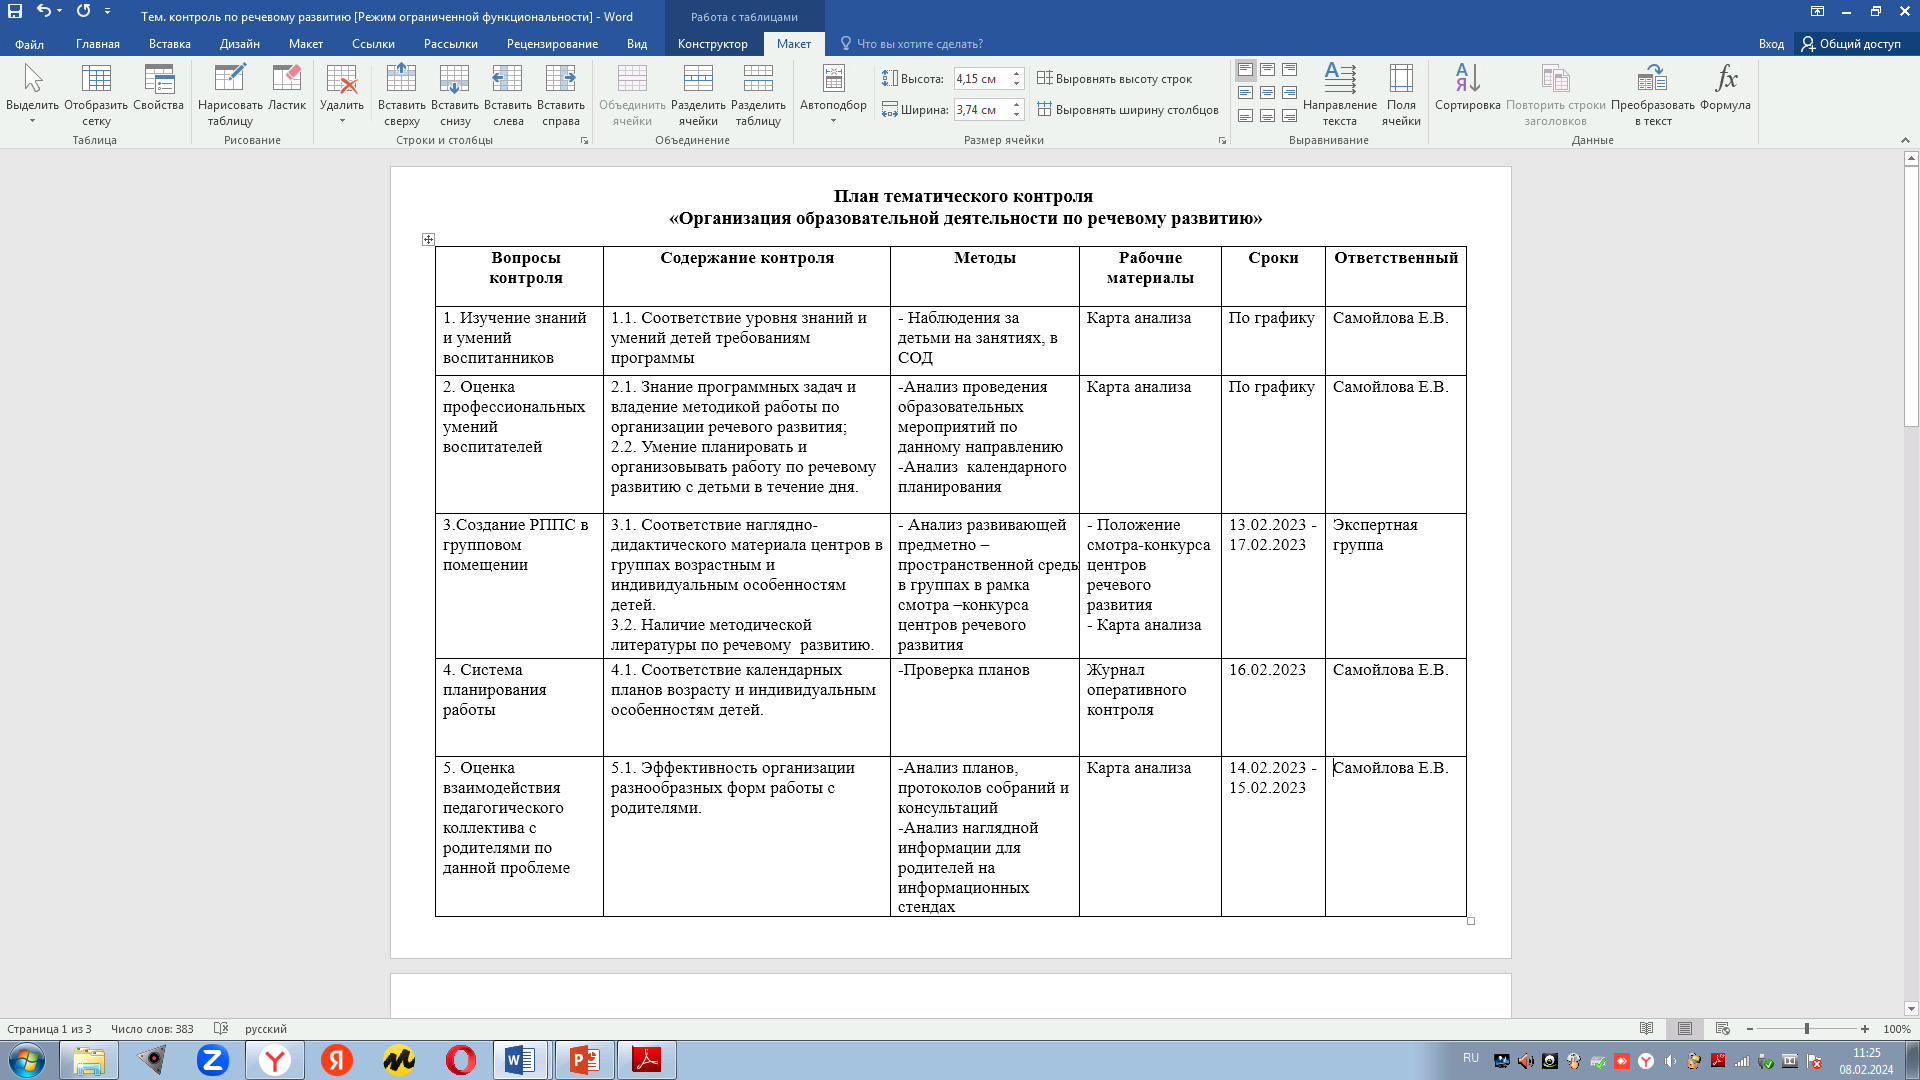 Тем. контроль по речевому развитию [Режим ограниченной функциональности] - Word
Работа с таблицами
Файл
Главная
Вставка
Дизайн
Макет
Ссылки
Рассылки
Рецензирование
Вид
Конструктор
Макет
Что вы хотите сделать?
Вход
Общий доступ
Выделить
Отобразить
сетку
Свойства
Таблица
Нарисовать
таблицу
Ластик
Рисование
Удалить
Вставить
сверху
Вставить
снизу
Вставить
слева
Вставить
справа
Строки и столбцы
Объединить
ячейки
Разделить
ячейки
Разделить
таблицу
Объединение
Автоподбор
Высота: 4,15 см
Ширина: 3,74 см
Выровнять высоту строк
Выровнять ширину столбцов
Размер ячейки
Направление
текста
Поля
ячейки
Выравнивание
Сортировка
Повторить строки
заголовков
Преобразовать
в текст
Формула
Данные
План тематического контроля
«Организация образовательной деятельности по речевому развитию»
Вопросы
контроля
Содержание контроля
Методы
Рабочие
материалы
Сроки
Ответственный
1. Изучение знаний
и умений
воспитанников
1.1. Соответствие уровня знаний и
умений детей требованиям
программы
- Наблюдения за
детьми на занятиях, в
СОД
Карта анализа
По графику
Самойлова Е.В.
2. Оценка
профессиональных
умений
воспитателей
2.1. Знание программных задач и
владение методикой работы по
организации речевого развития;
2.2. Умение планировать и
организовывать работу по речевому
развитию с детьми в течение дня.
-Анализ проведения
образовательных
мероприятий по
данному направлению
-Анализ  календарного
планирования
Карта анализа
По графику
Самойлова Е.В.
3.Создание РППС в
групповом
помещении
3.1. Соответствие наглядно-
дидактического материала центров в
группах возрастным и
индивидуальным особенностям
детей.
3.2. Наличие методической
литературы по речевому  развитию.
- Анализ развивающей
предметно –
пространственной среды
в группах в рамка
смотра –конкурса
центров речевого
развития
- Положение
смотра-конкурса
центров
речевого
развития
- Карта анализа
13.02.2023 -
17.02.2023
Экспертная
группа
4. Система
планирования
работы
4.1. Соответствие календарных
планов возрасту и индивидуальным
особенностям детей.
-Проверка планов
Журнал
оперативного
контроля
16.02.2023
Самойлова Е.В.
5. Оценка
взаимодействия
педагогического
коллектива с
родителями по
данной проблеме
5.1. Эффективность организации
разнообразных форм работы с
родителями.
-Анализ планов,
протоколов собраний и
консультаций
-Анализ наглядной
информации для
родителей на
информационных
стендах
Карта анализа
14.02.2023 -
15.02.2023
Самойлова Е.В.
Страница 1 из 3
Число слов: 383
русский
100%
RU
11:25
08.02.2024